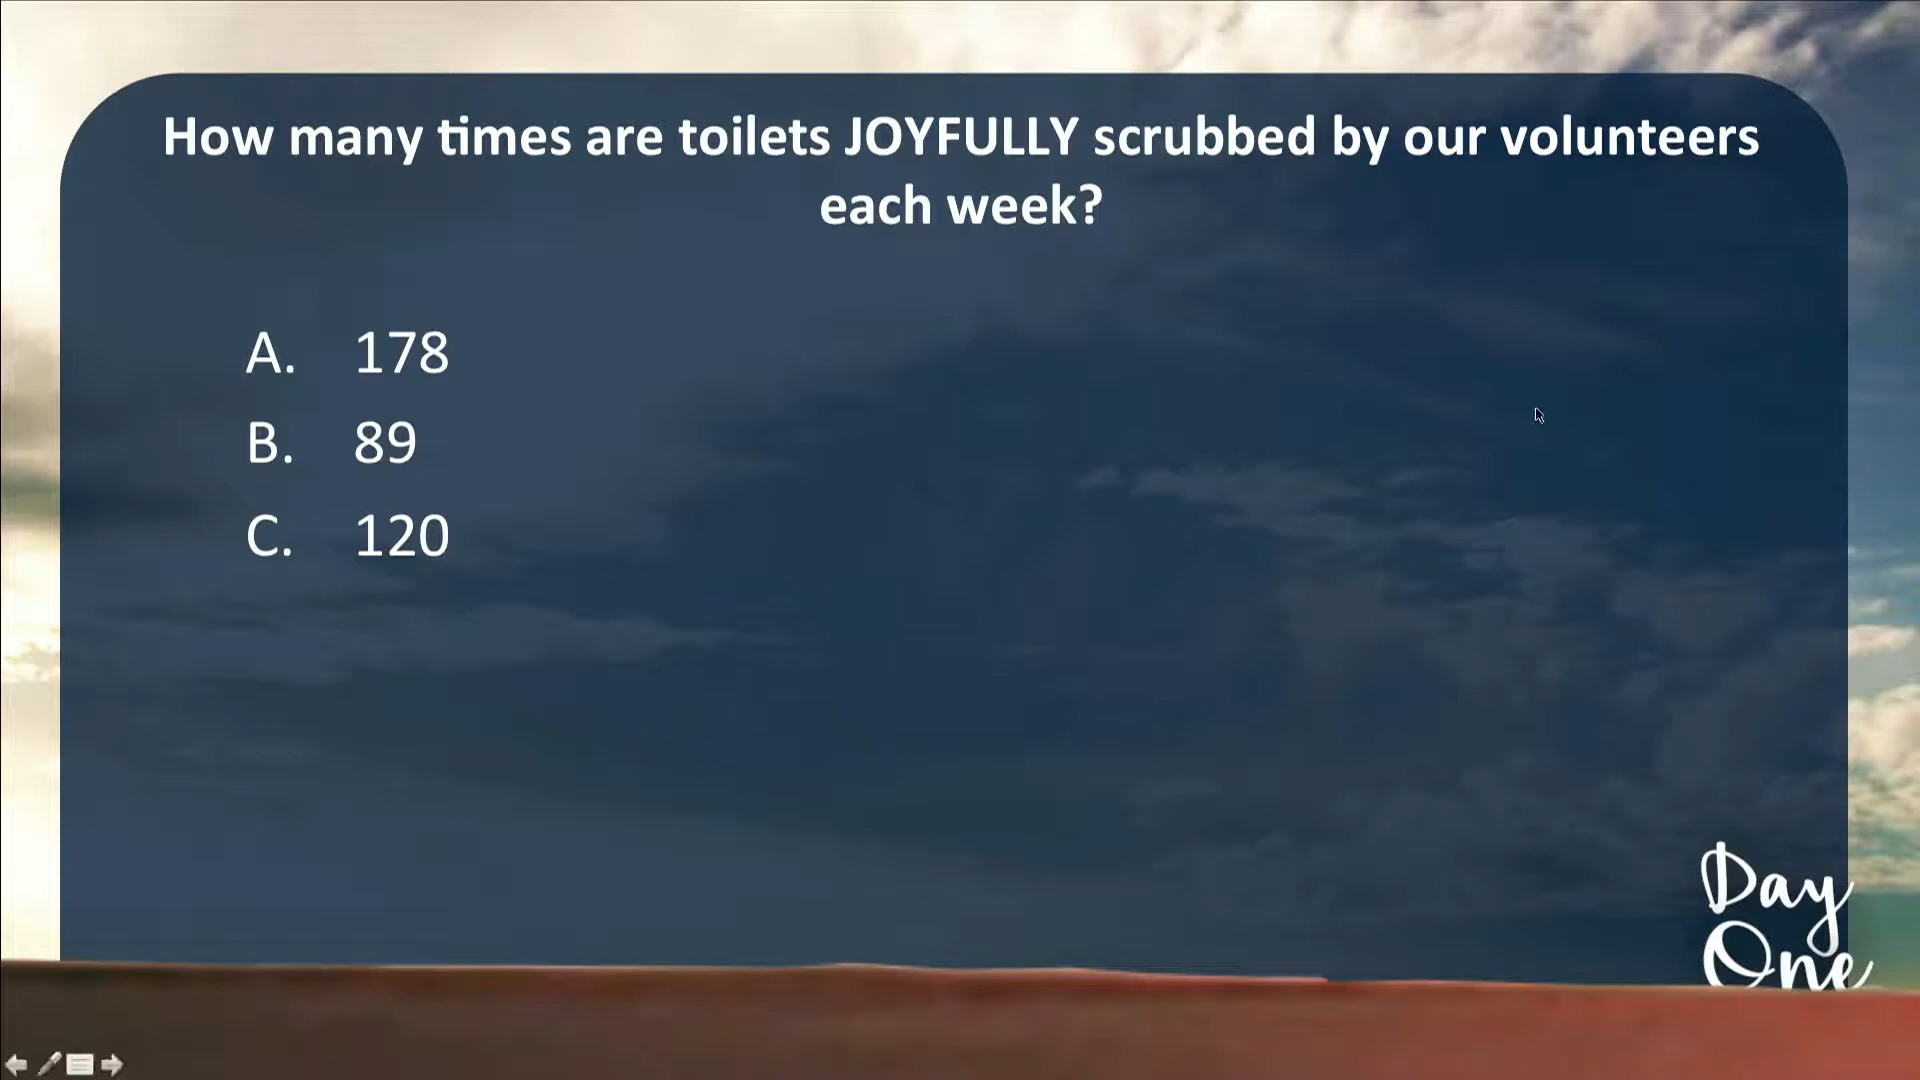 How many times are toilets JOYFULLY scrubbed by our volunteers
each week?
A. 178
B. 89
C. 120
Day
One